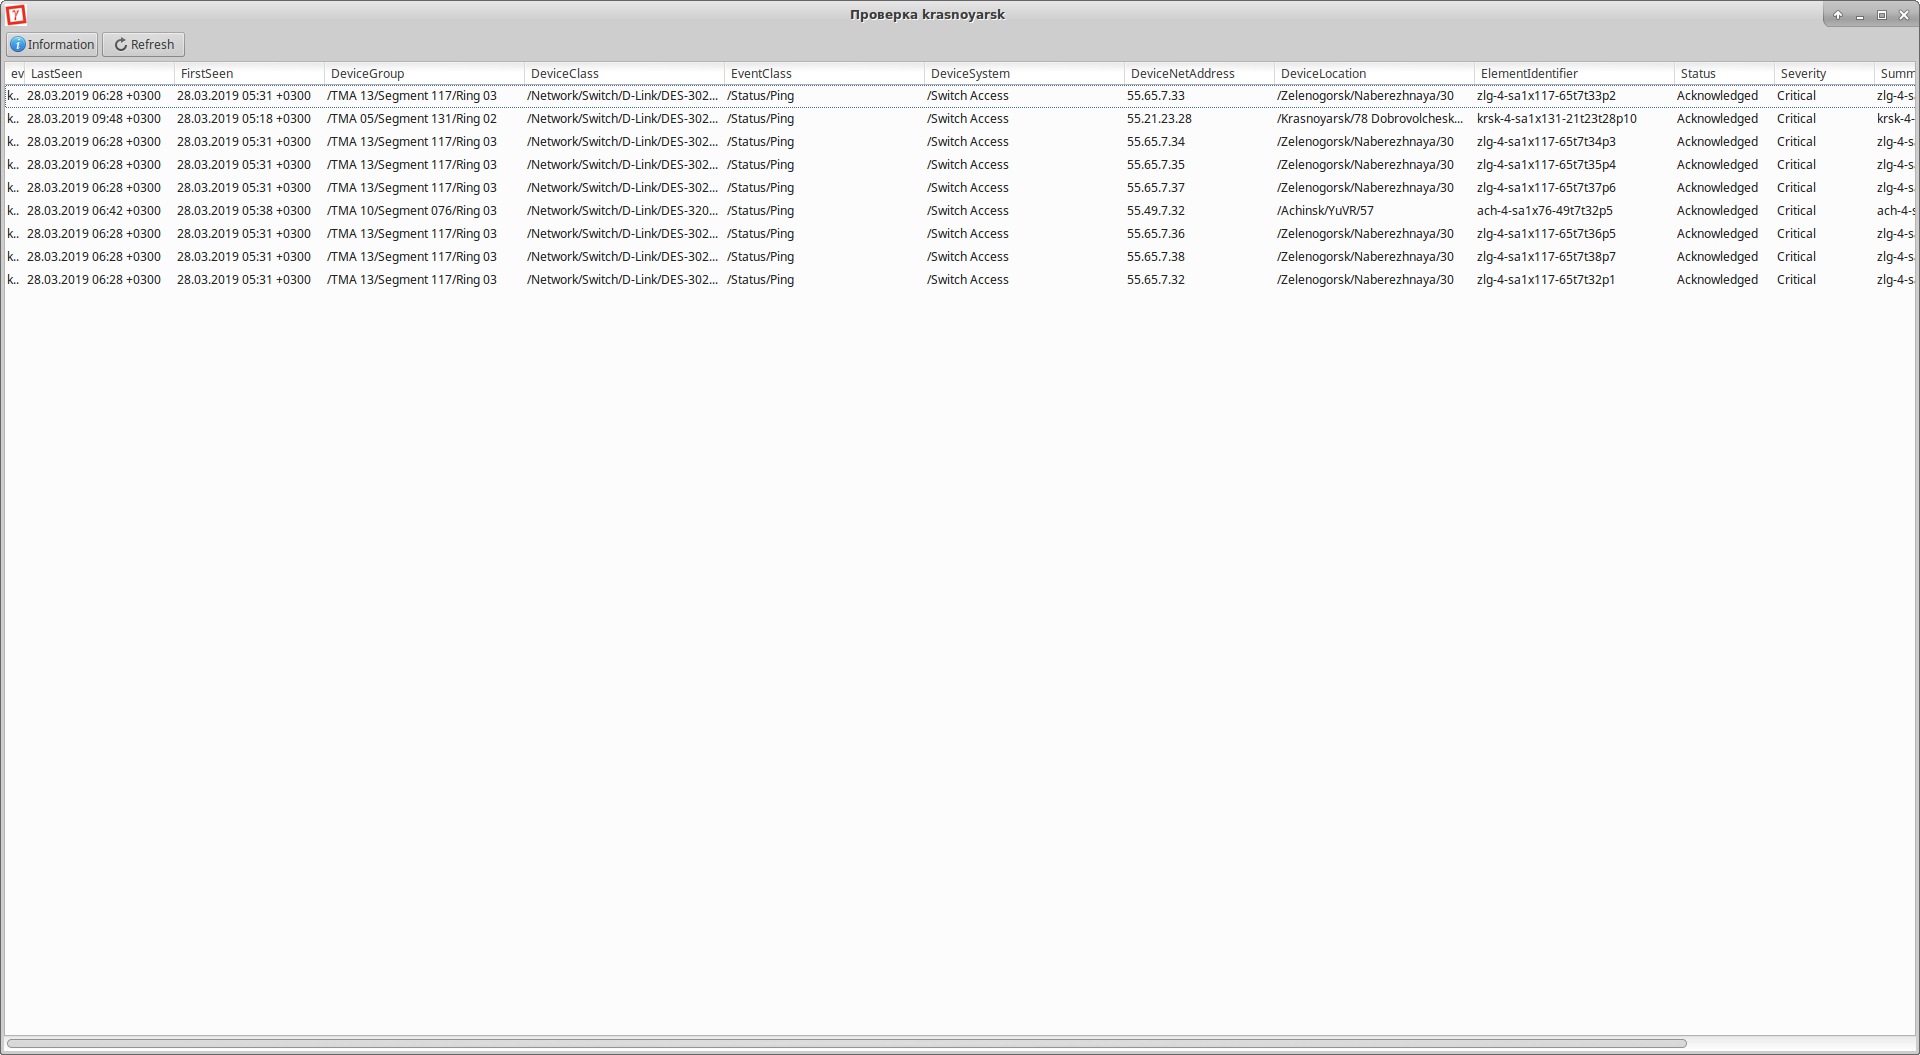 Проверка krasnoyarsk
Information Refresh
ev LastSeen FirstSeen DeviceGroup DeviceClass EventClass DeviceSystem DeviceNetAddress DeviceLocation ElementIdentifier Status Severity Summ
k.. 28.03.2019 06:28 +0300 28.03.2019 05:31 +0300 /TMA 13/Segment 117/Ring 03 /Network/Switch/D-Link/DES-302... /Status/Ping /Switch Access 55.65.7.33 /Zelenogorsk/Naberezhnaya/30 zlg-4-sa1x117-65t7t33p2 Acknowledged Critical zlg-4-s
k.. 28.03.2019 09:48 +0300 28.03.2019 05:18 +0300 /TMA 05/Segment 131/Ring 02 /Network/Switch/D-Link/DES-302... /Status/Ping /Switch Access 55.21.23.28 /Krasnoyarsk/78 Dobrovolchesk... krsk-4-sa1x131-21t23t28p10 Acknowledged Critical krsk-4-
k.. 28.03.2019 06:28 +0300 28.03.2019 05:31 +0300 /TMA 13/Segment 117/Ring 03 /Network/Switch/D-Link/DES-302... /Status/Ping /Switch Access 55.65.7.34 /Zelenogorsk/Naberezhnaya/30 zlg-4-sa1x117-65t7t34p3 Acknowledged Critical zlg-4-s
k.. 28.03.2019 06:28 +0300 28.03.2019 05:31 +0300 /TMA 13/Segment 117/Ring 03 /Network/Switch/D-Link/DES-302... /Status/Ping /Switch Access 55.65.7.35 /Zelenogorsk/Naberezhnaya/30 zlg-4-sa1x117-65t7t35p4 Acknowledged Critical zlg-4-s
k.. 28.03.2019 06:28 +0300 28.03.2019 05:31 +0300 /TMA 13/Segment 117/Ring 03 /Network/Switch/D-Link/DES-302... /Status/Ping /Switch Access 55.65.7.37 /Zelenogorsk/Naberezhnaya/30 zlg-4-sa1x117-65t7t37p6 Acknowledged Critical zlg-4-s
k.. 28.03.2019 06:42 +0300 28.03.2019 05:38 +0300 /TMA 10/Segment 076/Ring 03 /Network/Switch/D-Link/DES-320... /Status/Ping /Switch Access 55.49.7.32 /Achinsk/YuVR/57 ach-4-sa1x76-49t7t32p5 Acknowledged Critical ach-4-s
k.. 28.03.2019 06:28 +0300 28.03.2019 05:31 +0300 /TMA 13/Segment 117/Ring 03 /Network/Switch/D-Link/DES-302... /Status/Ping /Switch Access 55.65.7.36 /Zelenogorsk/Naberezhnaya/30 zlg-4-sa1x117-65t7t36p5 Acknowledged Critical zlg-4-s
k.. 28.03.2019 06:28 +0300 28.03.2019 05:31 +0300 /TMA 13/Segment 117/Ring 03 /Network/Switch/D-Link/DES-302... /Status/Ping /Switch Access 55.65.7.38 /Zelenogorsk/Naberezhnaya/30 zlg-4-sa1x117-65t7t38p7 Acknowledged Critical zlg-4-s
k.. 28.03.2019 06:28 +0300 28.03.2019 05:31 +0300 /TMA 13/Segment 117/Ring 03 /Network/Switch/D-Link/DES-302... /Status/Ping /Switch Access 55.65.7.32 /Zelenogorsk/Naberezhnaya/30 zlg-4-sa1x117-65t7t32p1 Acknowledged Critical zlg-4-s